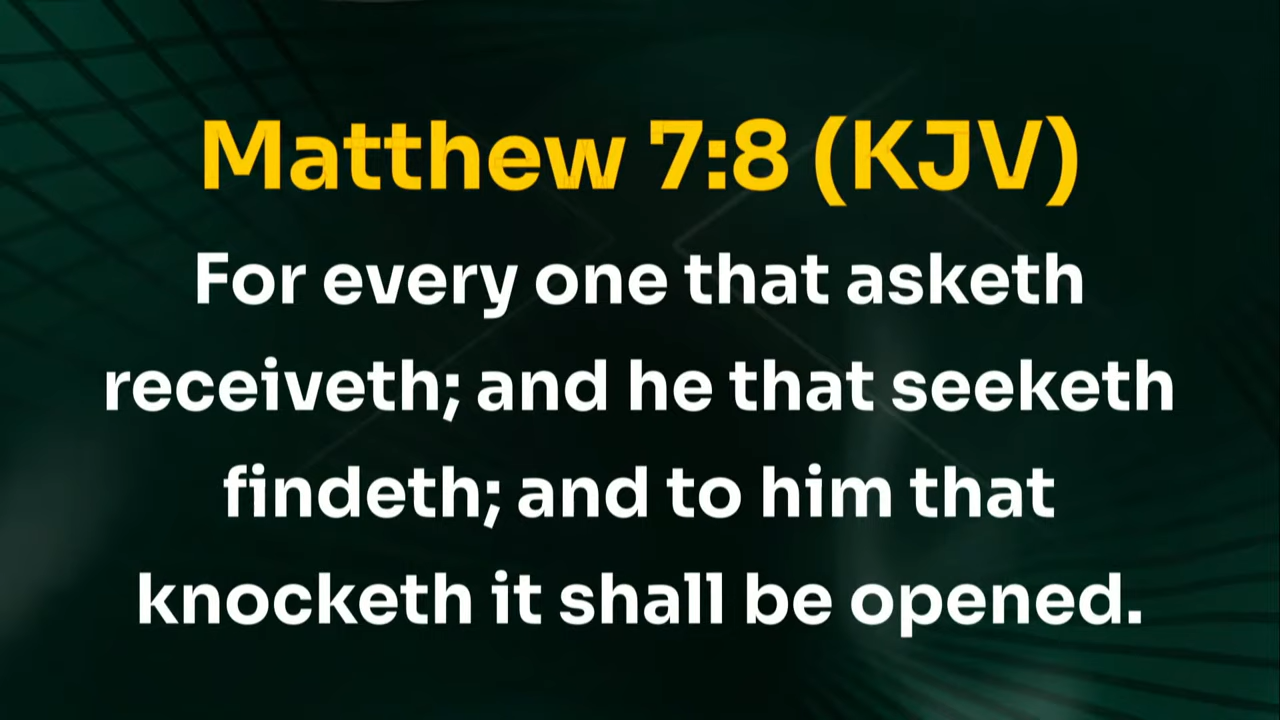 Matthew 7:8 (KJV)
For every one that asketh
receiveth; and he that seeketh
findeth; and to him that
knocketh it shall be opened.